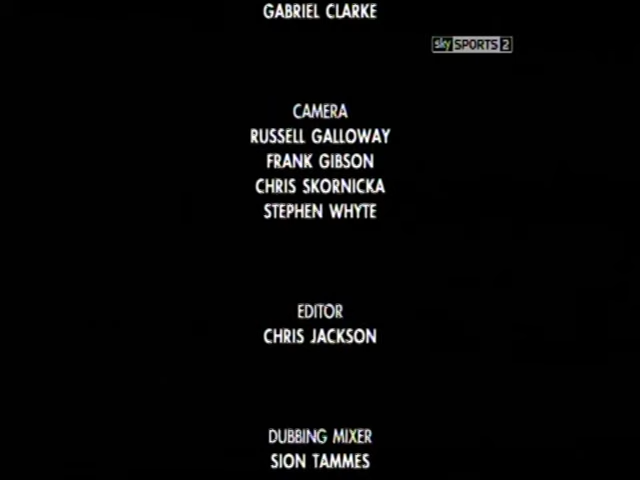 GABRIEL CLARKE
sky SPORTS 2
CAMERA
RUSSELL GALLOWAY
FRANK GIBSON
CHRIS SKORNICKA
STEPHEN WHYTE
EDITOR
CHRIS JACKSON
DUBBING MIXER
SION TAMMES